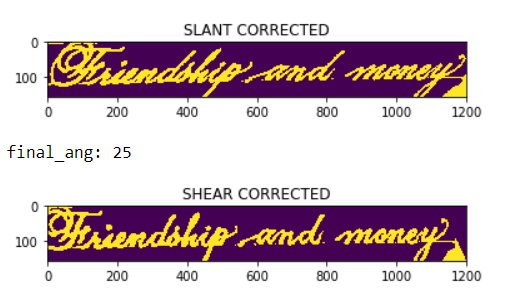 SLANT CORRECTED
0
100
Friendship and money
0 200 400 600 800 1000 1200
final_ang: 25
SHEAR CORRECTED
0
100
Friendship and money
0 200 400 600 800 1000 1200